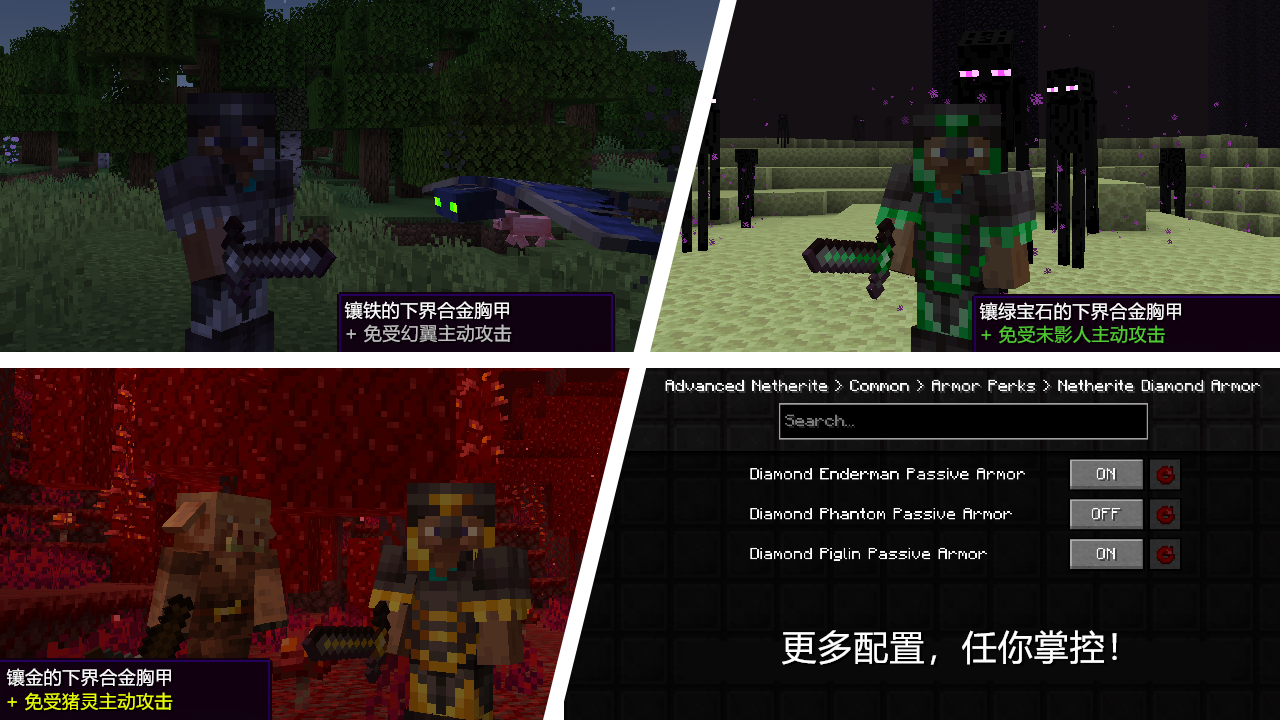 镶铁的下界合金胸甲
+ 免受幻翼主动攻击
镶绿宝石的下界合金胸甲
+ 免受末影人主动攻击
镶金的下界合金胸甲
+ 免受猪灵主动攻击
Advanced Netherite > Common > Armor Perks > Netherite Diamond Armor
Search...
Diamond Enderman Passive Armor ON
Diamond Phantom Passive Armor OFF
Diamond Piglin Passive Armor ON
更多配置，任你掌控！